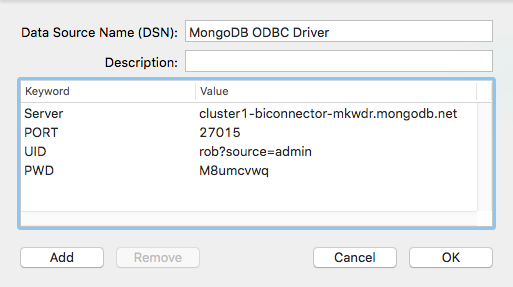 Data Source Name (DSN): MongoDB ODBC Driver
Description:
Keyword Value
Server cluster1-biconnector-mkwdr.mongodb.net
PORT 27015
UID rob?source=admin
PWD M8umcvwq
Add Remove Cancel OK